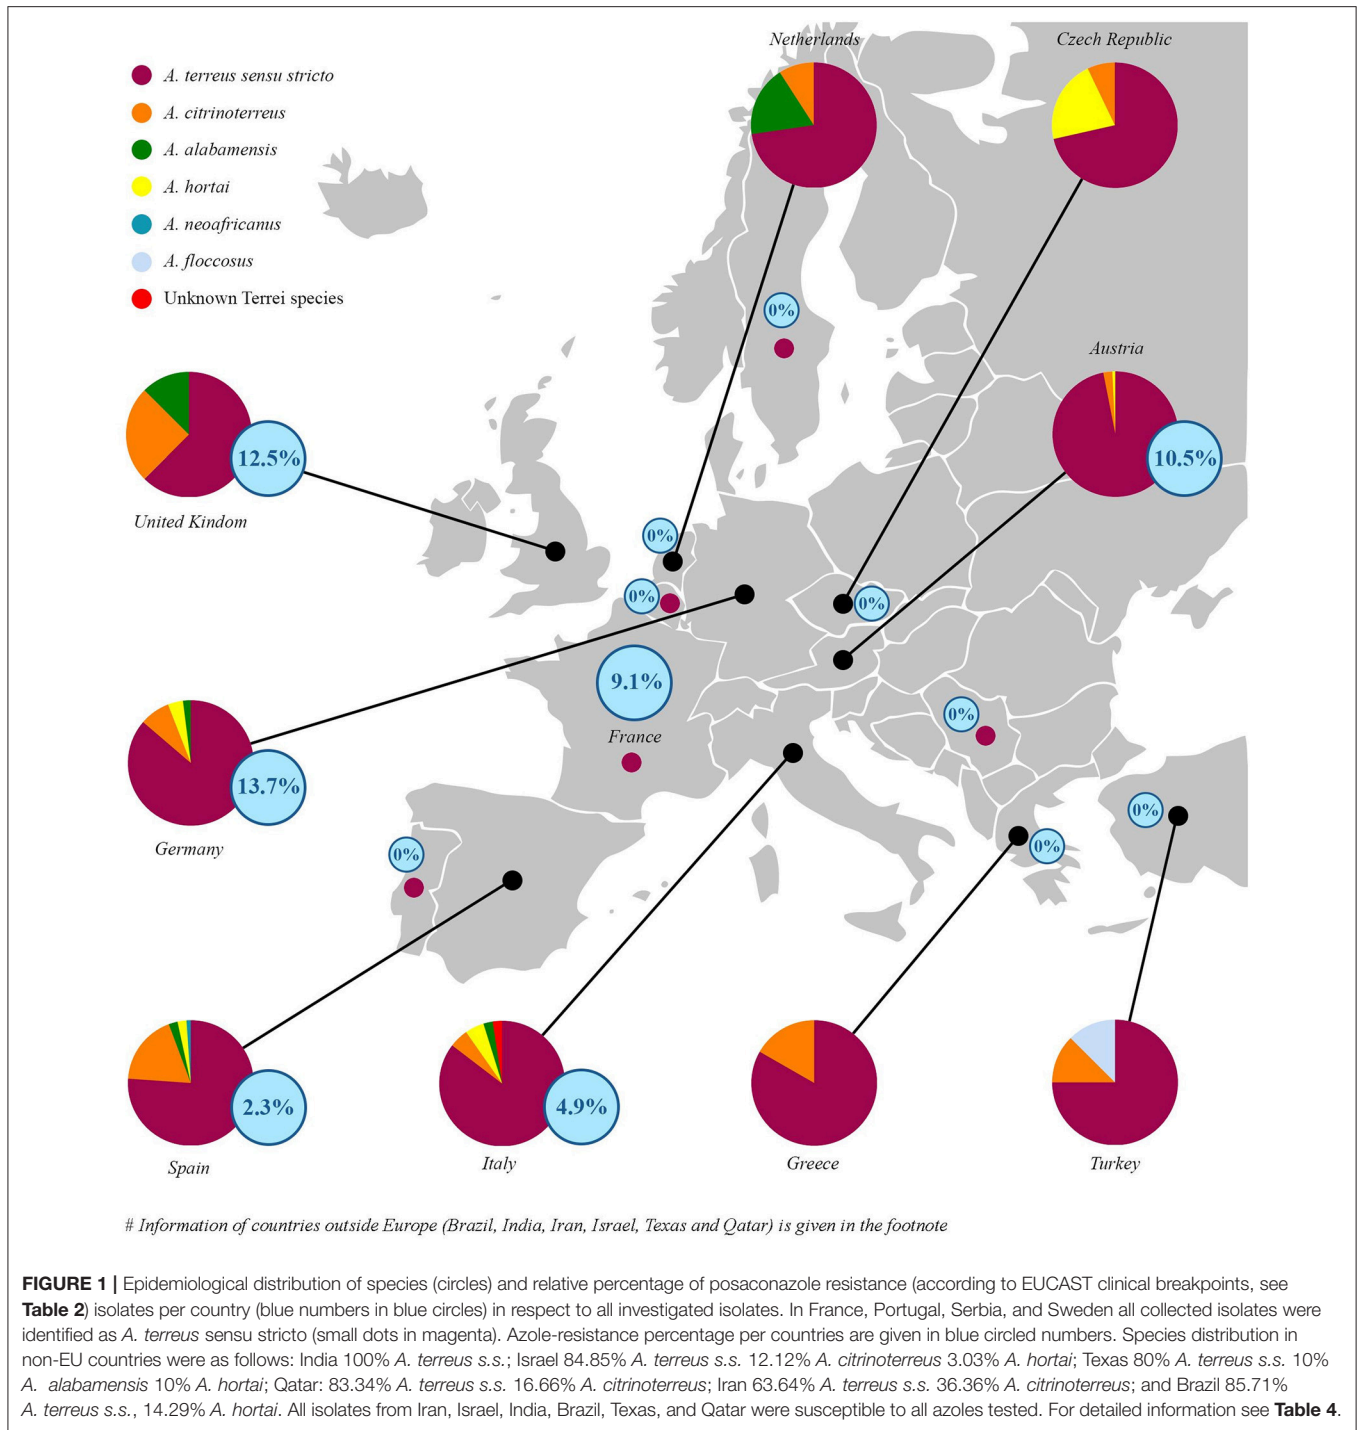 Netherlands
Czech Republic
A. terreus sensu stricto
A. citrinoterreus
A. alabamensis
A. hortai
A. neoafricanus
A. floccosus
Unknown Terrei species
0%
Austria
12.5%
10.5%
United Kindom
0%
0%
0%
9.1%
France
0%
13.7%
Germany
0%
0%
0%
2.3%
4.9%
Spain
Italy
Greece
Turkey
# Information of countries outside Europe (Brazil, India, Iran, Israel, Texas and Qatar) is given in the footnote
FIGURE 1 | Epidemiological distribution of species (circles) and relative percentage of posaconazole resistance (according to EUCAST clinical breakpoints, see
Table 2) isolates per country (blue numbers in blue circles) in respect to all investigated isolates. In France, Portugal, Serbia, and Sweden all collected isolates were
identified as A. terreus sensu stricto (small dots in magenta). Azole-resistance percentage per countries are given in blue circled numbers. Species distribution in
non-EU countries were as follows: India 100% A. terreus s.s.; Israel 84.85% A. terreus s.s. 12.12% A. citrinoterreus 3.03% A. hortai; Texas 80% A. terreus s.s. 10%
A. alabamensis 10% A. hortai; Qatar: 83.34% A. terreus s.s. 16.66% A. citrinoterreus; Iran 63.64% A. terreus s.s. 36.36% A. citrinoterreus; and Brazil 85.71%
A. terreus s.s., 14.29% A. hortai. All isolates from Iran, Israel, India, Brazil, Texas, and Qatar were susceptible to all azoles tested. For detailed information see Table 4.